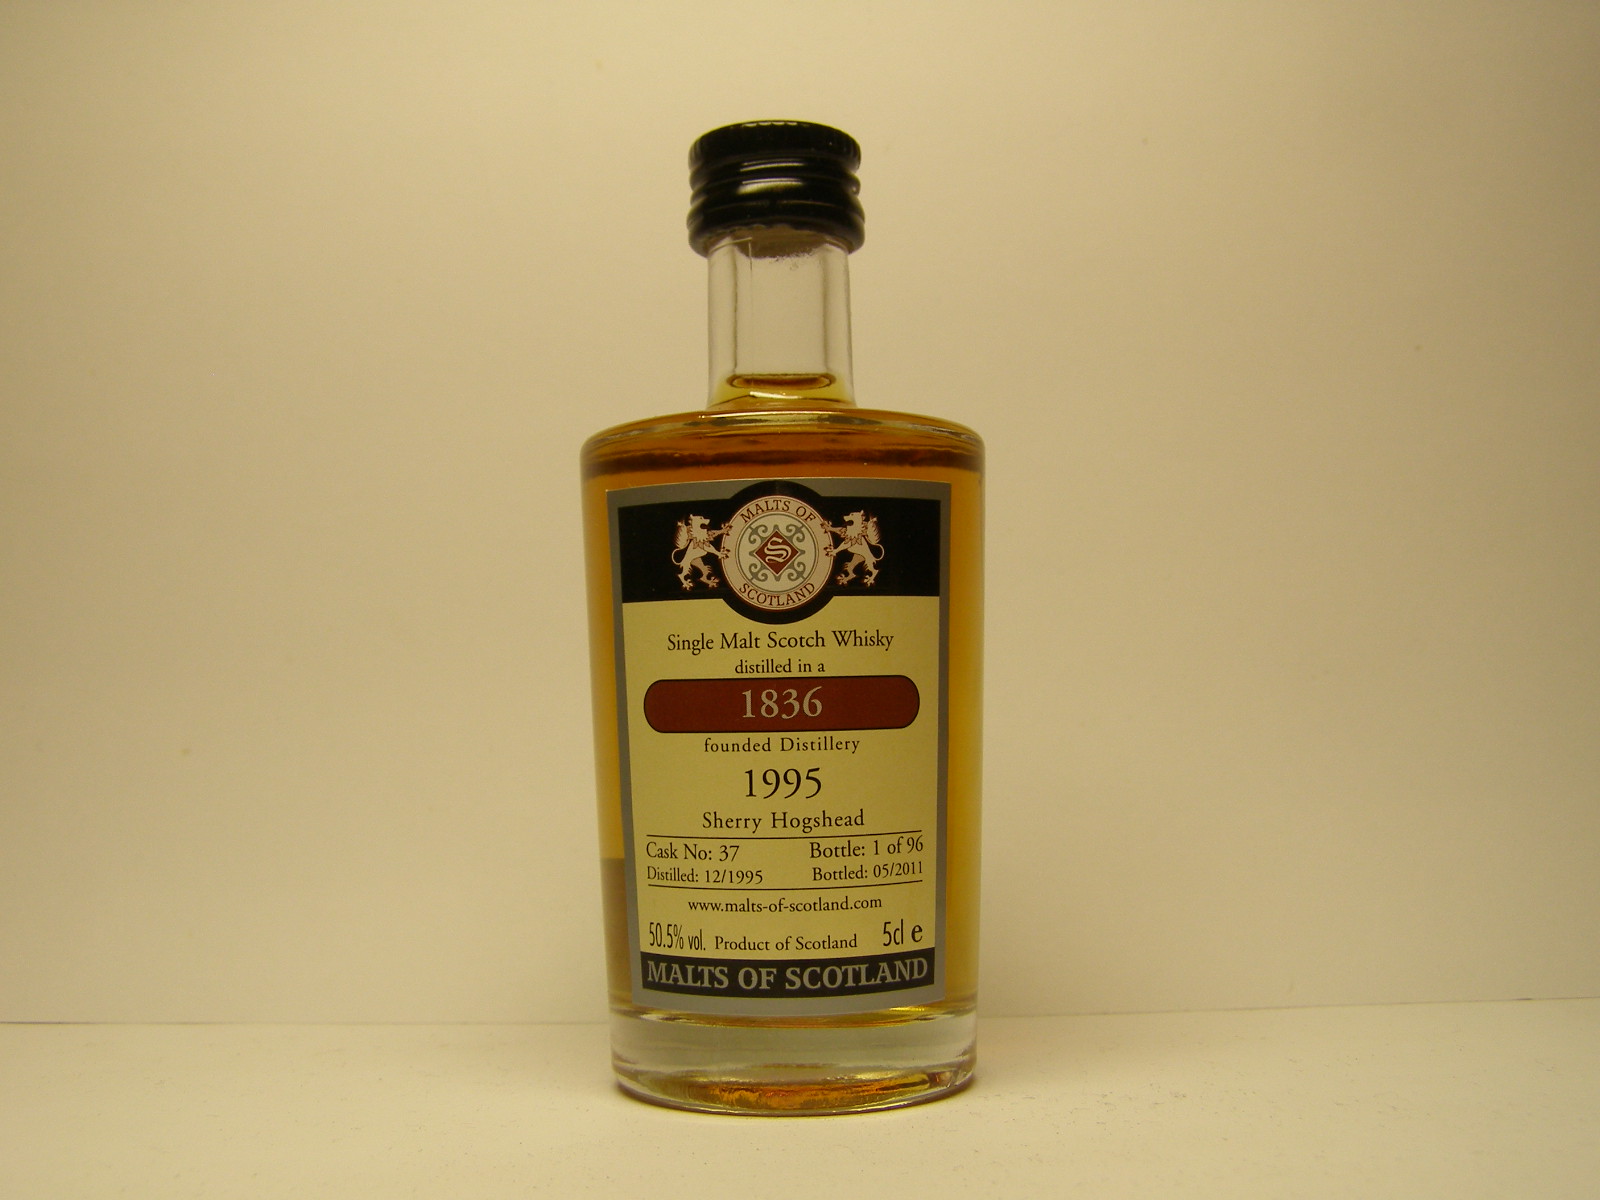 MALTS OF
S
SCOTLAND
Single Malt Scotch Whisky
distilled in a
1836
founded Distillery
1995
Sherry Hogshead
Cask No: 37 Bottle: 1 of 96
Distilled: 12/1995 Bottled: 05/2011
www.malts-of-scotland.com
50.5% vol. Product of Scotland 5cl e
MALTS OF SCOTLAND